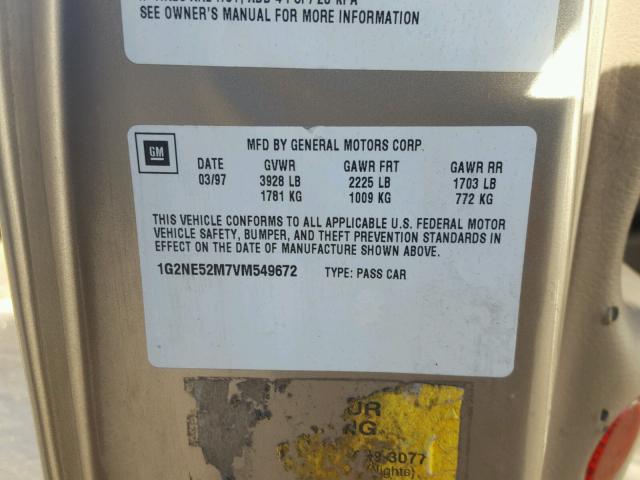 SEE OWNER'S MANUAL FOR MORE INFORMATION
GM
MFD BY GENERAL MOTORS CORP.
DATE GVWR GAWR FRT GAWR RR
03/97 3928 LB 2225 LB 1703 LB
1781 KG 1009 KG 772 KG
THIS VEHICLE CONFORMS TO ALL APPLICABLE U.S. FEDERAL MOTOR
VEHICLE SAFETY, BUMPER, AND THEFT PREVENTION STANDARDS IN
EFFECT ON THE DATE OF MANUFACTURE SHOWN ABOVE.
1G2NE52M7VM549672 TYPE: PASS CAR
3077